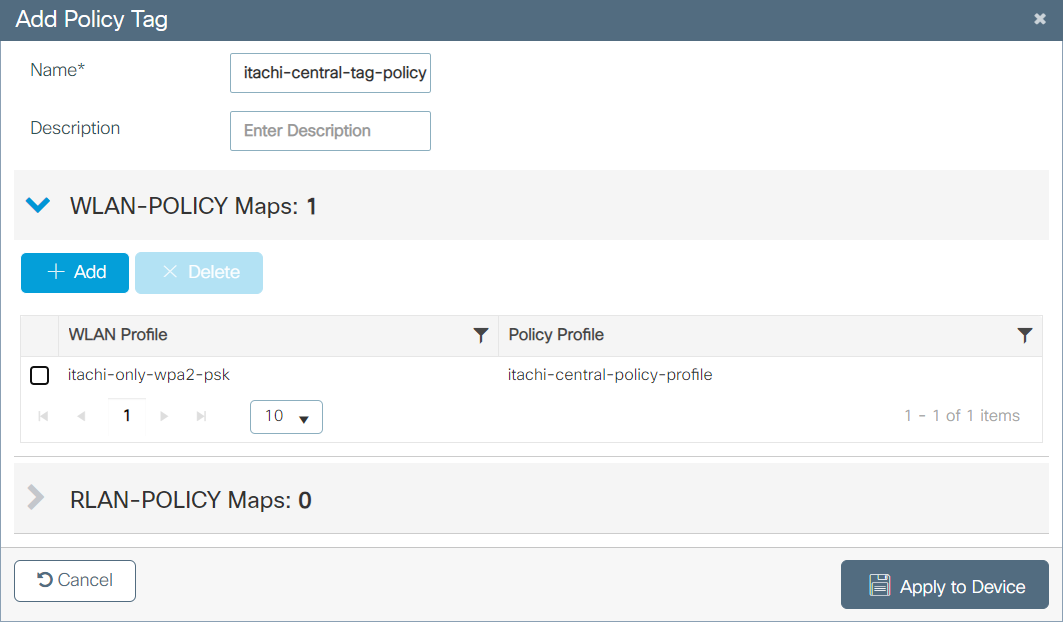 Add Policy Tag
Name* itachi-central-tag-policy
Description Enter Description
WLAN-POLICY Maps: 1
Add Delete
WLAN Profile Policy Profile
itachi-only-wpa2-psk itachi-central-policy-profile
1 10 1 - 1 of 1 items
RLAN-POLICY Maps: 0
Cancel Apply to Device